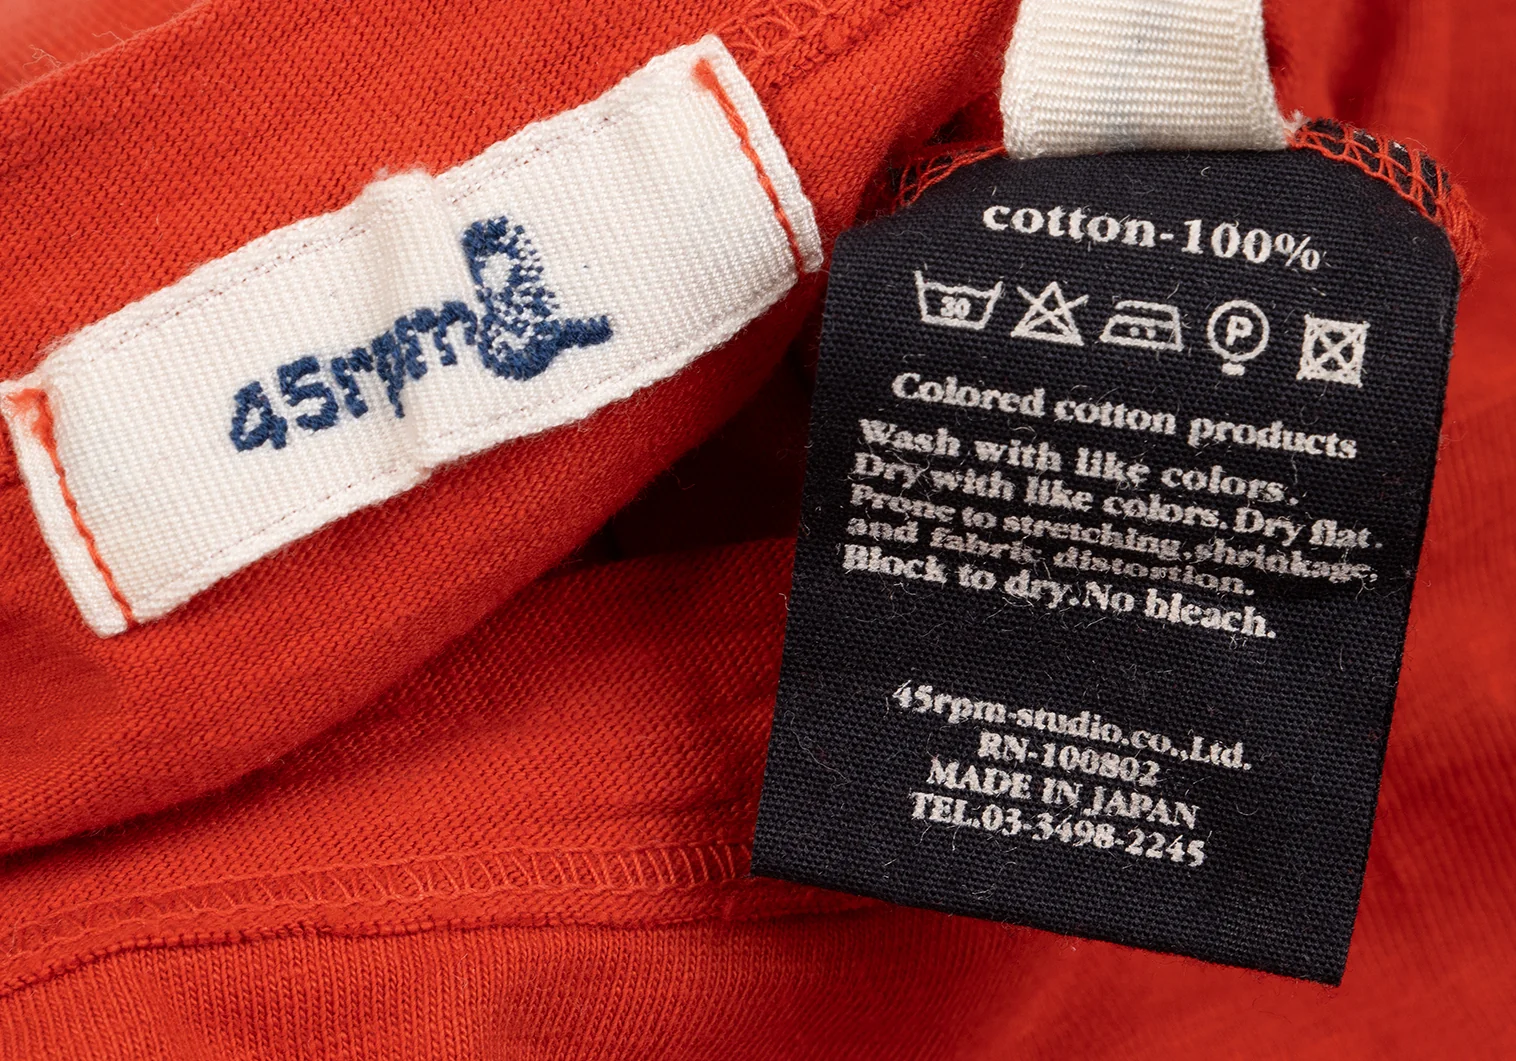 45rpm
cotton-100%
30
P
Colored cotton products
Wash with like colors.
Dry with like colors. Dry flat.
Prone to stretching, shrinkage,
and fabric distortion.
Block to dry. No bleach.
45rpm-studio.co.,Ltd.
RN-100802
MADE IN JAPAN
TEL.03-3498-2245